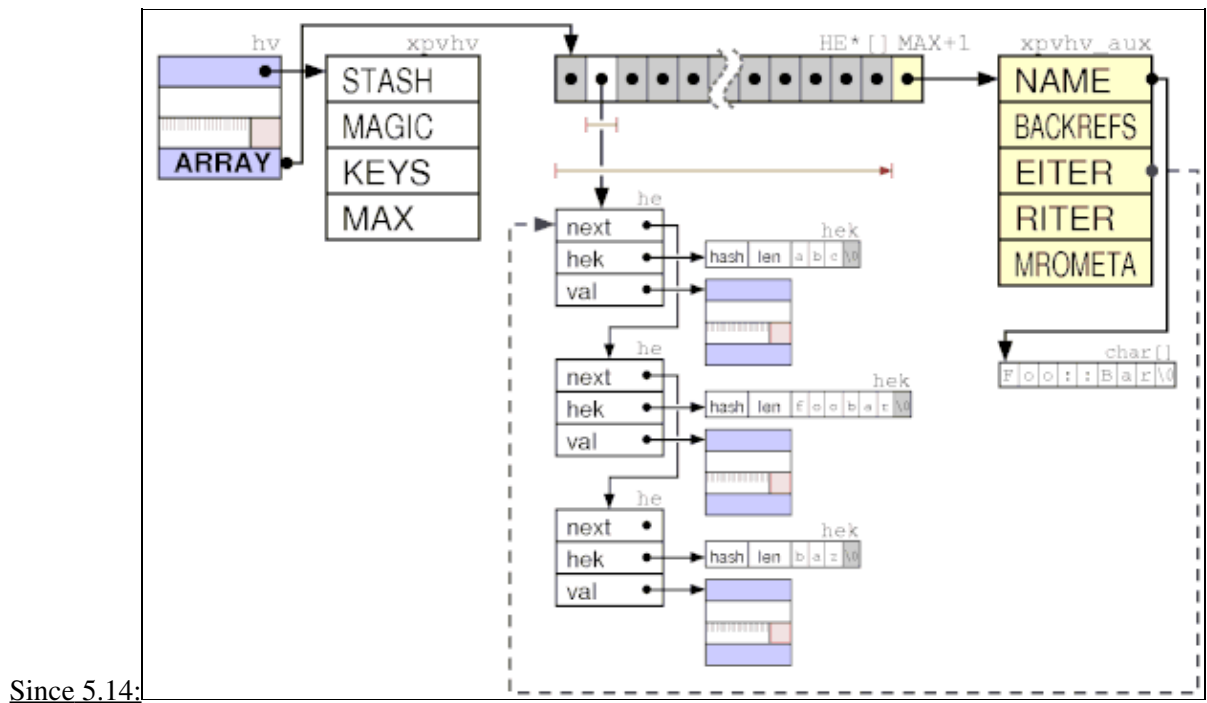 hv
xpvhv
HE*[] MAX+1
xpvhv_aux
STASH
MAGIC
KEYS
MAX
ARRAY
NAME
BACKREFS
EITER
RITER
MROMETA
he
next
hek
val
hek
hash len a b c \0
he
next
hek
val
hek
hash len f o o b a r \0
he
next
hek
val
hek
hash len b a z \0
char[]
F o o : : B a r \0
Since 5.14: